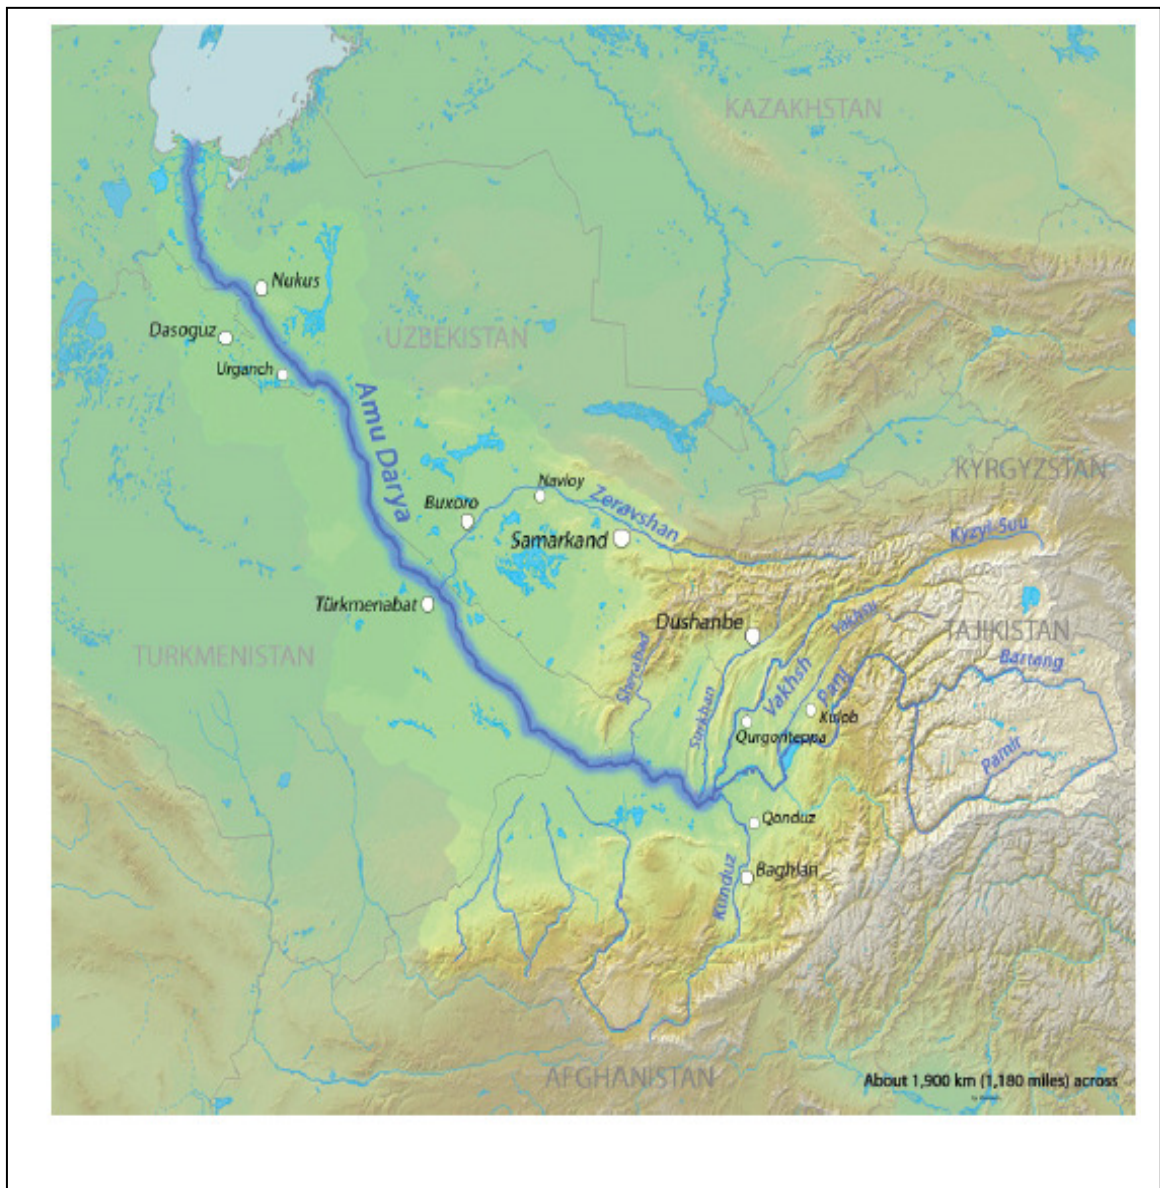 KAZAKHSTAN
Nukus
Dasoguz
UZBEKISTAN
Urganch
Amu Darya
KYRGYZSTAN
Navioy
Buxoro
Zeravshan
Samarkand
Kyzyl-Suu
Türkmenabat
Yakhsu
Dushanbe
TAJIKISTAN
TURKMENISTAN
Bartang
Sherabad
Vakhsh
Panj
Surkhan
Kulob
Qurgonteppa
Pamir
Qonduz
Baghlan
Kunduz
AFGHANISTAN
About 1,900 km (1,180 miles) across